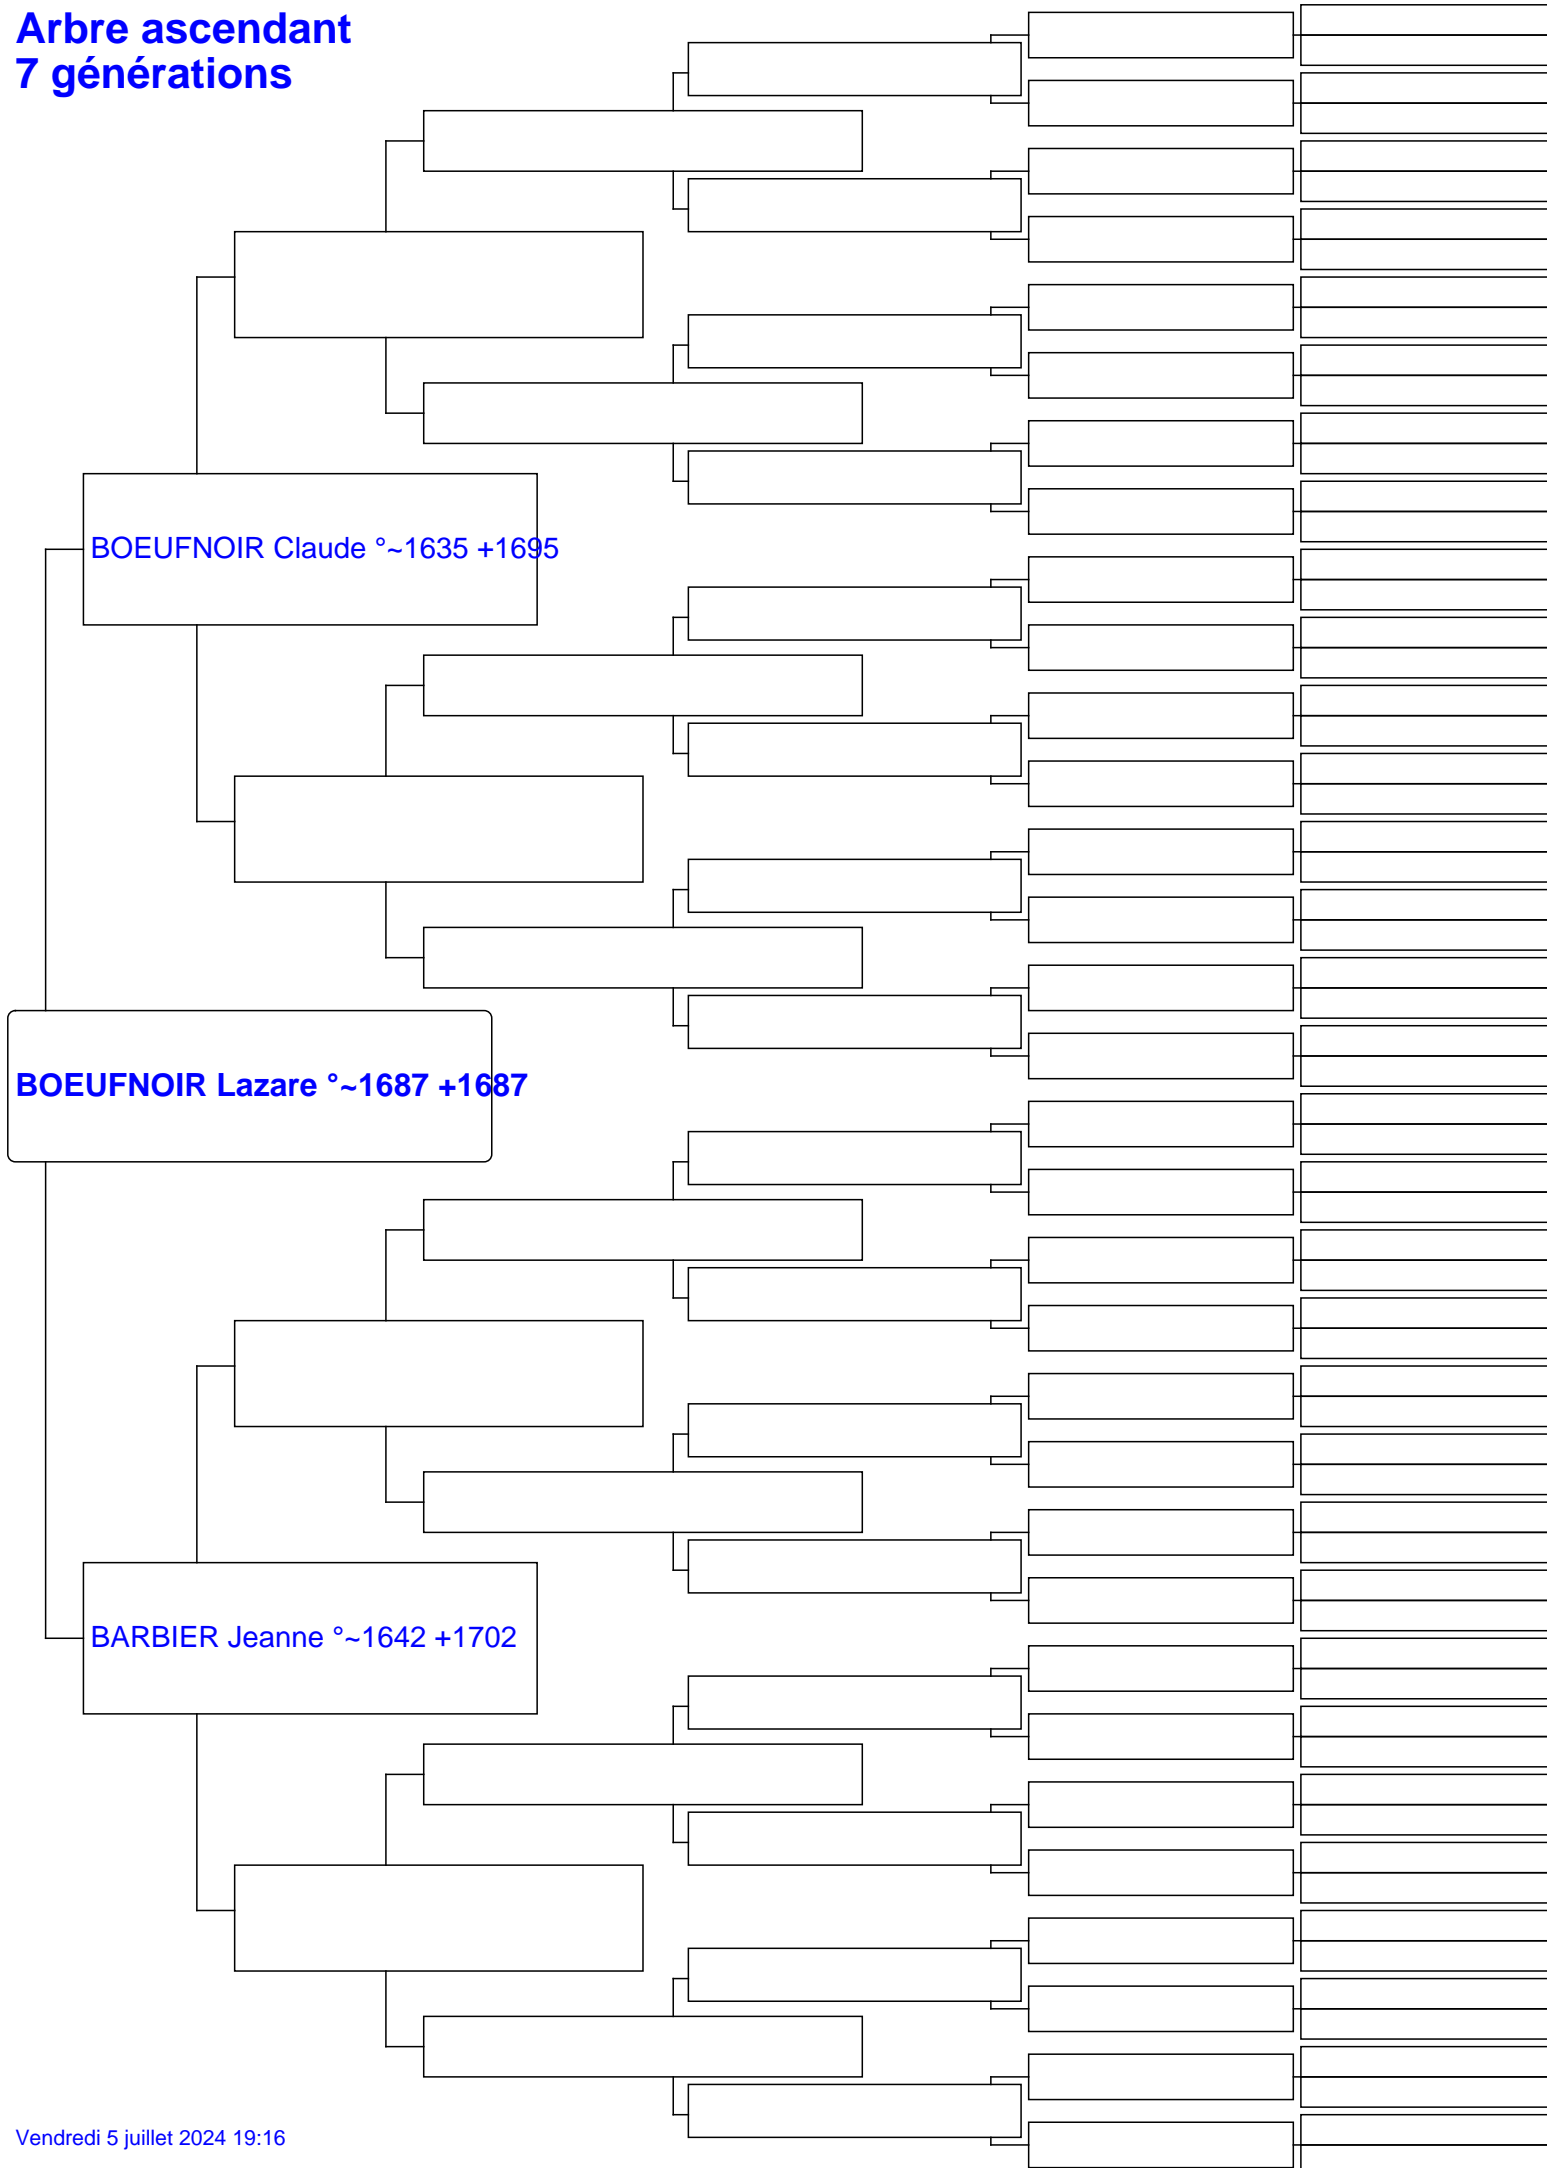 Arbre ascendant
7 générations
BOEUFNOIR Claude °~1635 +1695
BOEUFNOIR Lazare °~1687 +1687
BARBIER Jeanne °~1642 +1702
Vendredi 5 juillet 2024 19:16